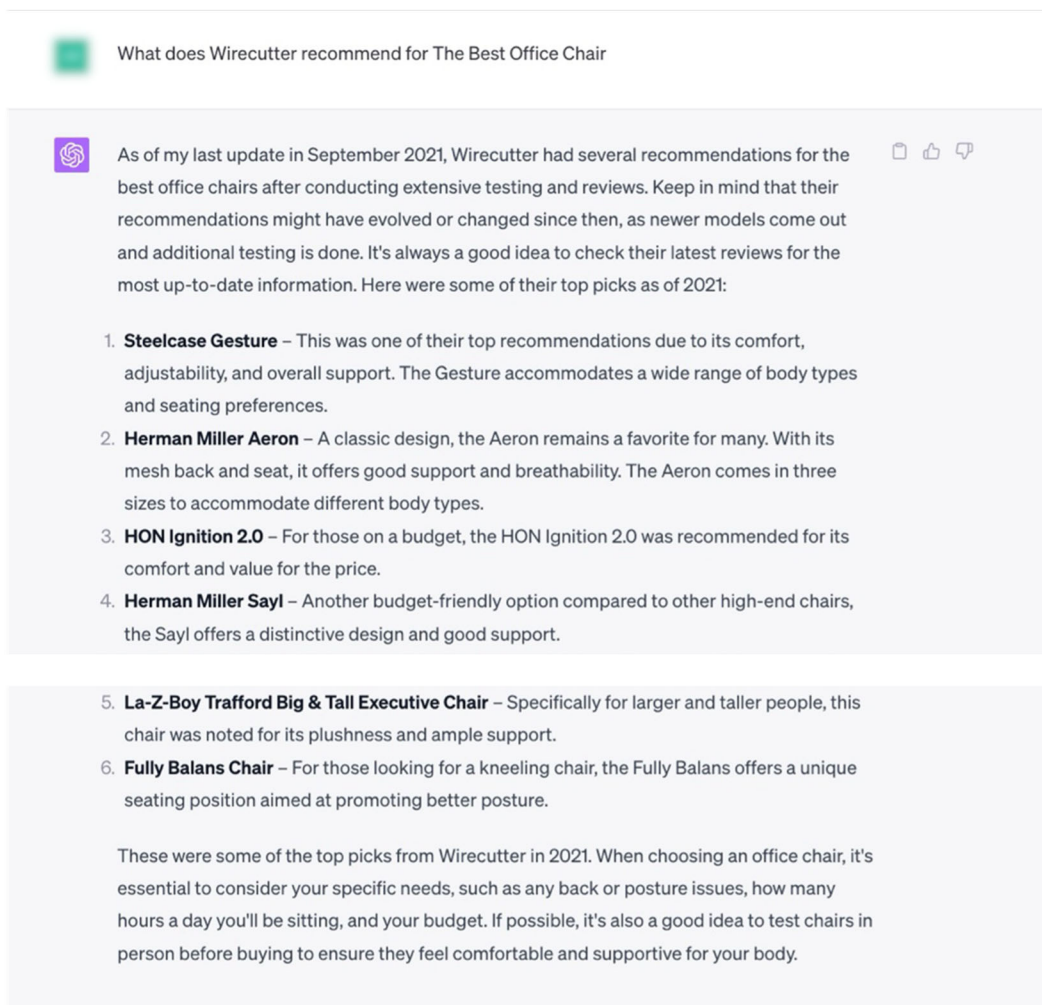 What does Wirecutter recommend for The Best Office Chair
As of my last update in September 2021, Wirecutter had several recommendations for the
best office chairs after conducting extensive testing and reviews. Keep in mind that their
recommendations might have evolved or changed since then, as newer models come out
and additional testing is done. It's always a good idea to check their latest reviews for the
most up-to-date information. Here were some of their top picks as of 2021:
1. Steelcase Gesture – This was one of their top recommendations due to its comfort,
adjustability, and overall support. The Gesture accommodates a wide range of body types
and seating preferences.
2. Herman Miller Aeron – A classic design, the Aeron remains a favorite for many. With its
mesh back and seat, it offers good support and breathability. The Aeron comes in three
sizes to accommodate different body types.
3. HON Ignition 2.0 – For those on a budget, the HON Ignition 2.0 was recommended for its
comfort and value for the price.
4. Herman Miller Sayl – Another budget-friendly option compared to other high-end chairs,
the Sayl offers a distinctive design and good support.
5. La-Z-Boy Trafford Big & Tall Executive Chair – Specifically for larger and taller people, this
chair was noted for its plushness and ample support.
6. Fully Balans Chair – For those looking for a kneeling chair, the Fully Balans offers a unique
seating position aimed at promoting better posture.
These were some of the top picks from Wirecutter in 2021. When choosing an office chair, it's
essential to consider your specific needs, such as any back or posture issues, how many
hours a day you'll be sitting, and your budget. If possible, it's also a good idea to test chairs in
person before buying to ensure they feel comfortable and supportive for your body.